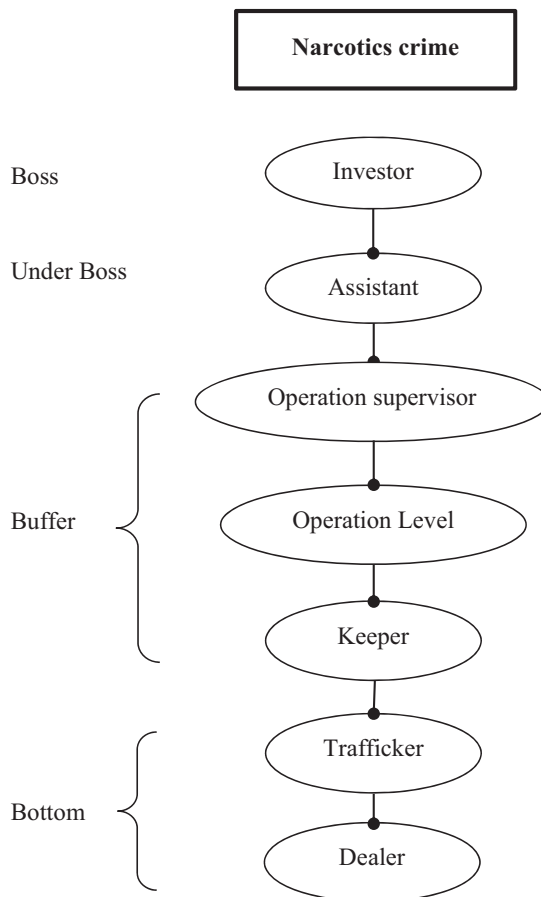 Narcotics crime
Boss
Investor
Under Boss
Assistant
Operation supervisor
Buffer
Operation Level
Keeper
Trafficker
Bottom
Dealer